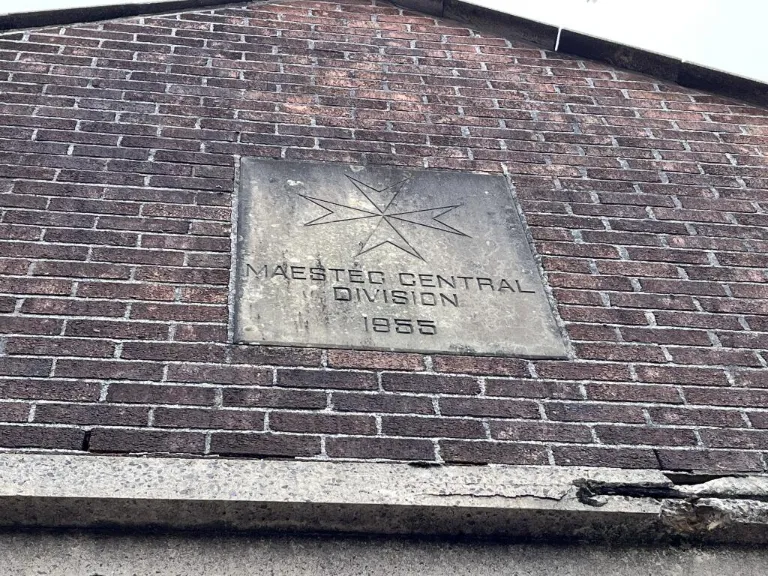 MAESTEG CENTRAL
DIVISION
1955